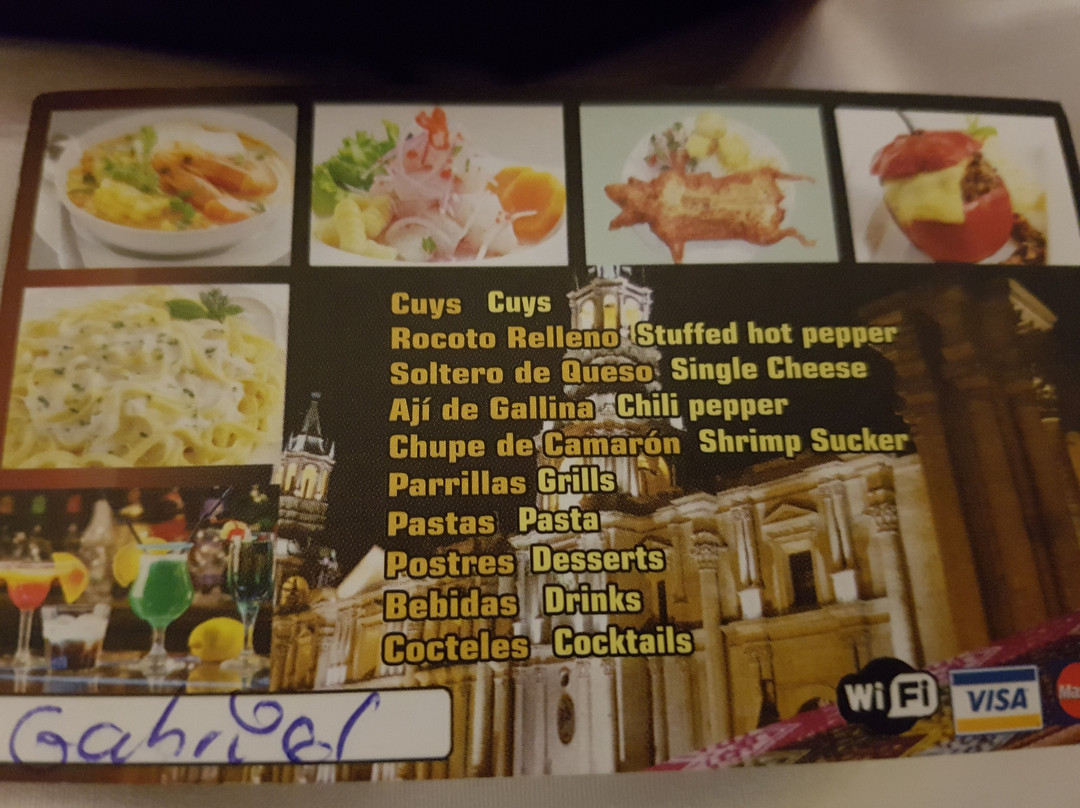 Cuys Cuys
Rocoto Relleno Stuffed hot pepper
Soltero de Queso Single Cheese
Ají de Gallina Chili pepper
Chupe de Camarón Shrimp Sucker
Parrillas Grills
Pastas Pasta
Postres Desserts
Bebidas Drinks
Cocteles Cocktails
Gabriel
WiFi VISA